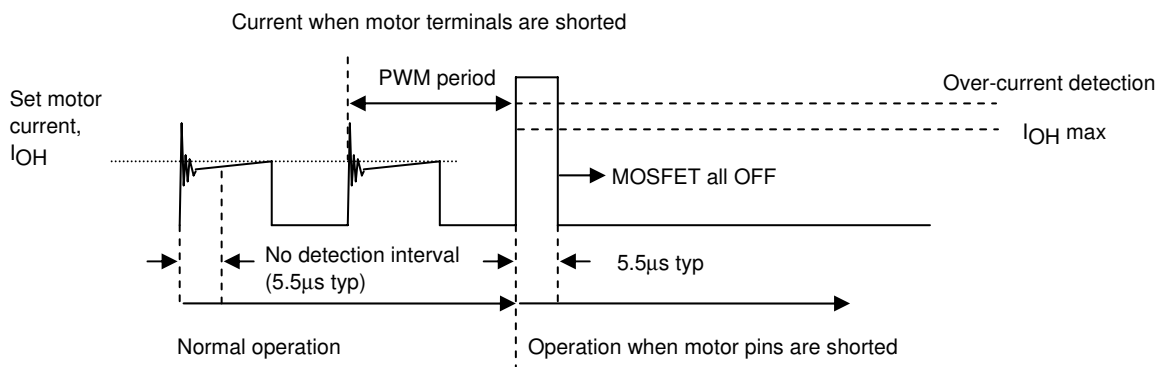 Current when motor terminals are shorted
PWM period
Over-current detection
Set motor
current,
IOH
IOH max
MOSFET all OFF
No detection interval
(5.5μs typ)
5.5μs typ
Normal operation
Operation when motor pins are shorted